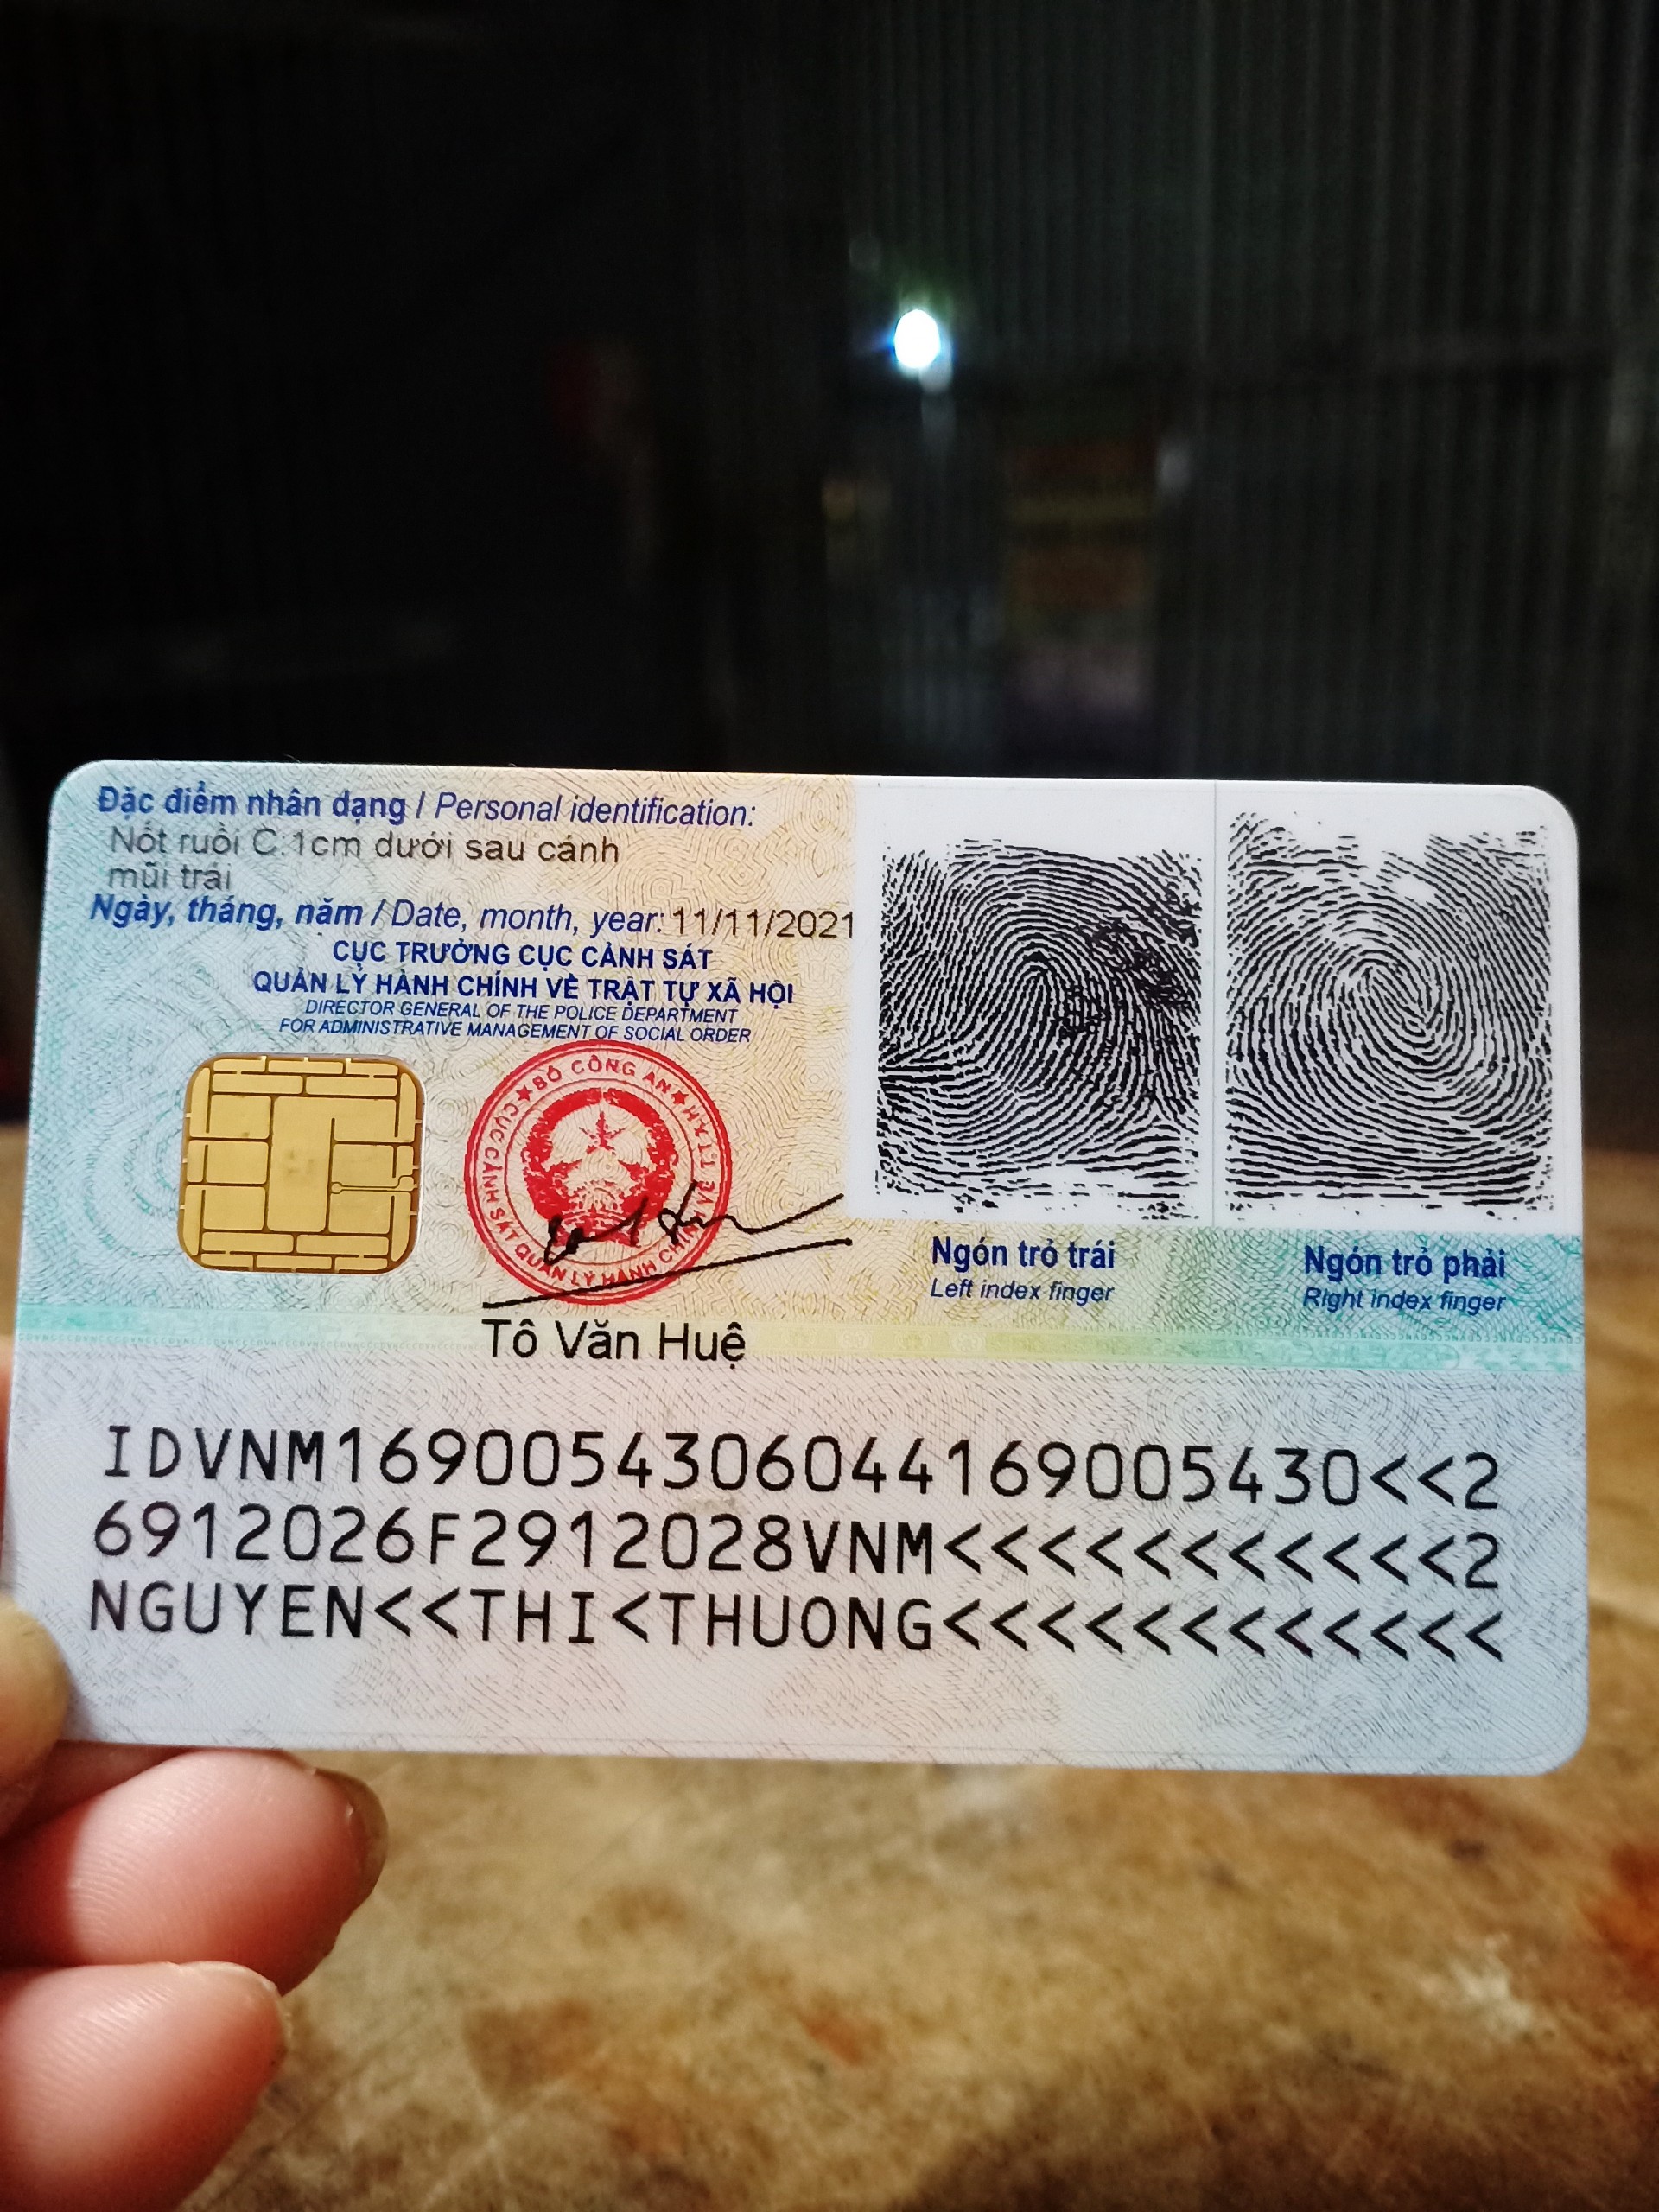 Đặc điểm nhân dạng / Personal identification:
Nốt ruồi C:1cm dưới sau cánh
mũi trái
Ngày, tháng, năm / Date, month, year: 11/11/2021
CỤC TRƯỞNG CỤC CẢNH SÁT
QUẢN LÝ HÀNH CHÍNH VỀ TRẬT TỰ XÃ HỘI
DIRECTOR GENERAL OF THE POLICE DEPARTMENT
FOR ADMINISTRATIVE MANAGEMENT OF SOCIAL ORDER
BỘ CÔNG AN
CỤC CẢNH SÁT QUẢN LÝ HÀNH CHÍNH VỀ TTXH
Ngón trỏ trái
Left index finger
Ngón trỏ phải
Right index finger
Tô Văn Huệ
IDVNM1690054306044169005430<<2
6912026F2912028VNM<<<<<<<<<<<2
NGUYEN<<THI<THUONG<<<<<<<<<<<<